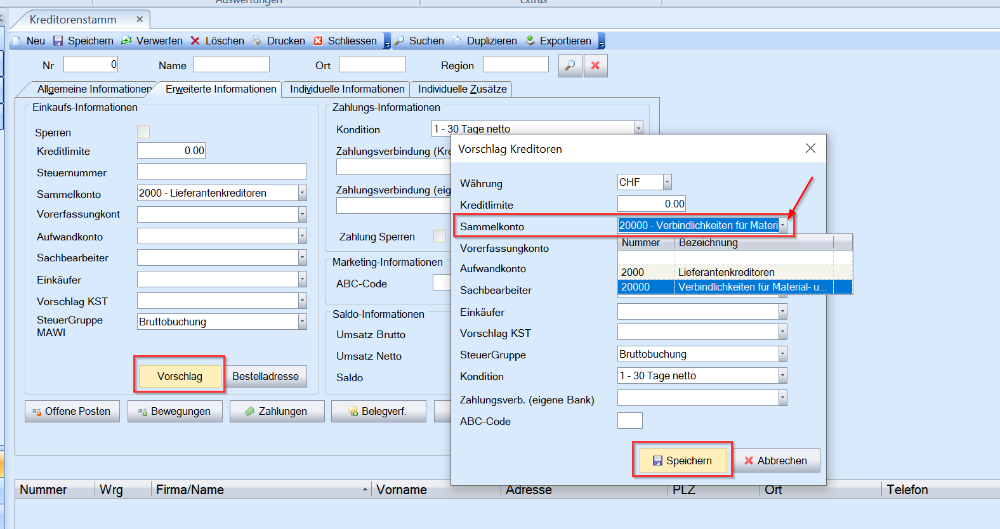 Auswertungen Extras
Kreditorenstamm
Neu Speichern Verwerfen Löschen Drucken Schliessen Suchen Duplizieren Exportieren
Nr 0 Name Ort Region
Allgemeine Informationen Erweiterte Informationen Individuelle Informationen Individuelle Zusätze
Einkaufs-Informationen
Sperren
Kreditlimite 0.00
Steuernummer
Sammelkonto 2000 - Lieferantenkreditoren
Vorerfassungkont
Aufwandkonto
Sachbearbeiter
Einkäufer
Vorschlag KST
SteuerGruppe
MAWI
Bruttobuchung
Vorschlag Bestelladresse
Zahlungs-Informationen
Kondition 1 - 30 Tage netto
Zahlungsverbindung (Kre
Zahlungsverbindung (eig
Zahlung Sperren
Marketing-Informationen
ABC-Code
Saldo-Informationen
Umsatz Brutto
Umsatz Netto
Saldo
Offene Posten Bewegungen Zahlungen Belegverf.
Vorschlag Kreditoren
Währung CHF
Kreditlimite 0.00
Sammelkonto 20000 - Verbindlichkeiten für Materi
Nummer Bezeichnung
2000 Lieferantenkreditoren
20000 Verbindlichkeiten für Material- u...
Vorerfassungkonto
Aufwandkonto
Sachbearbeiter
Einkäufer
Vorschlag KST
SteuerGruppe Bruttobuchung
Kondition 1 - 30 Tage netto
Zahlungsverb. (eigene Bank)
ABC-Code
Speichern Abbrechen
Nummer Wrg Firma/Name Vorname Adresse PLZ Ort Telefon